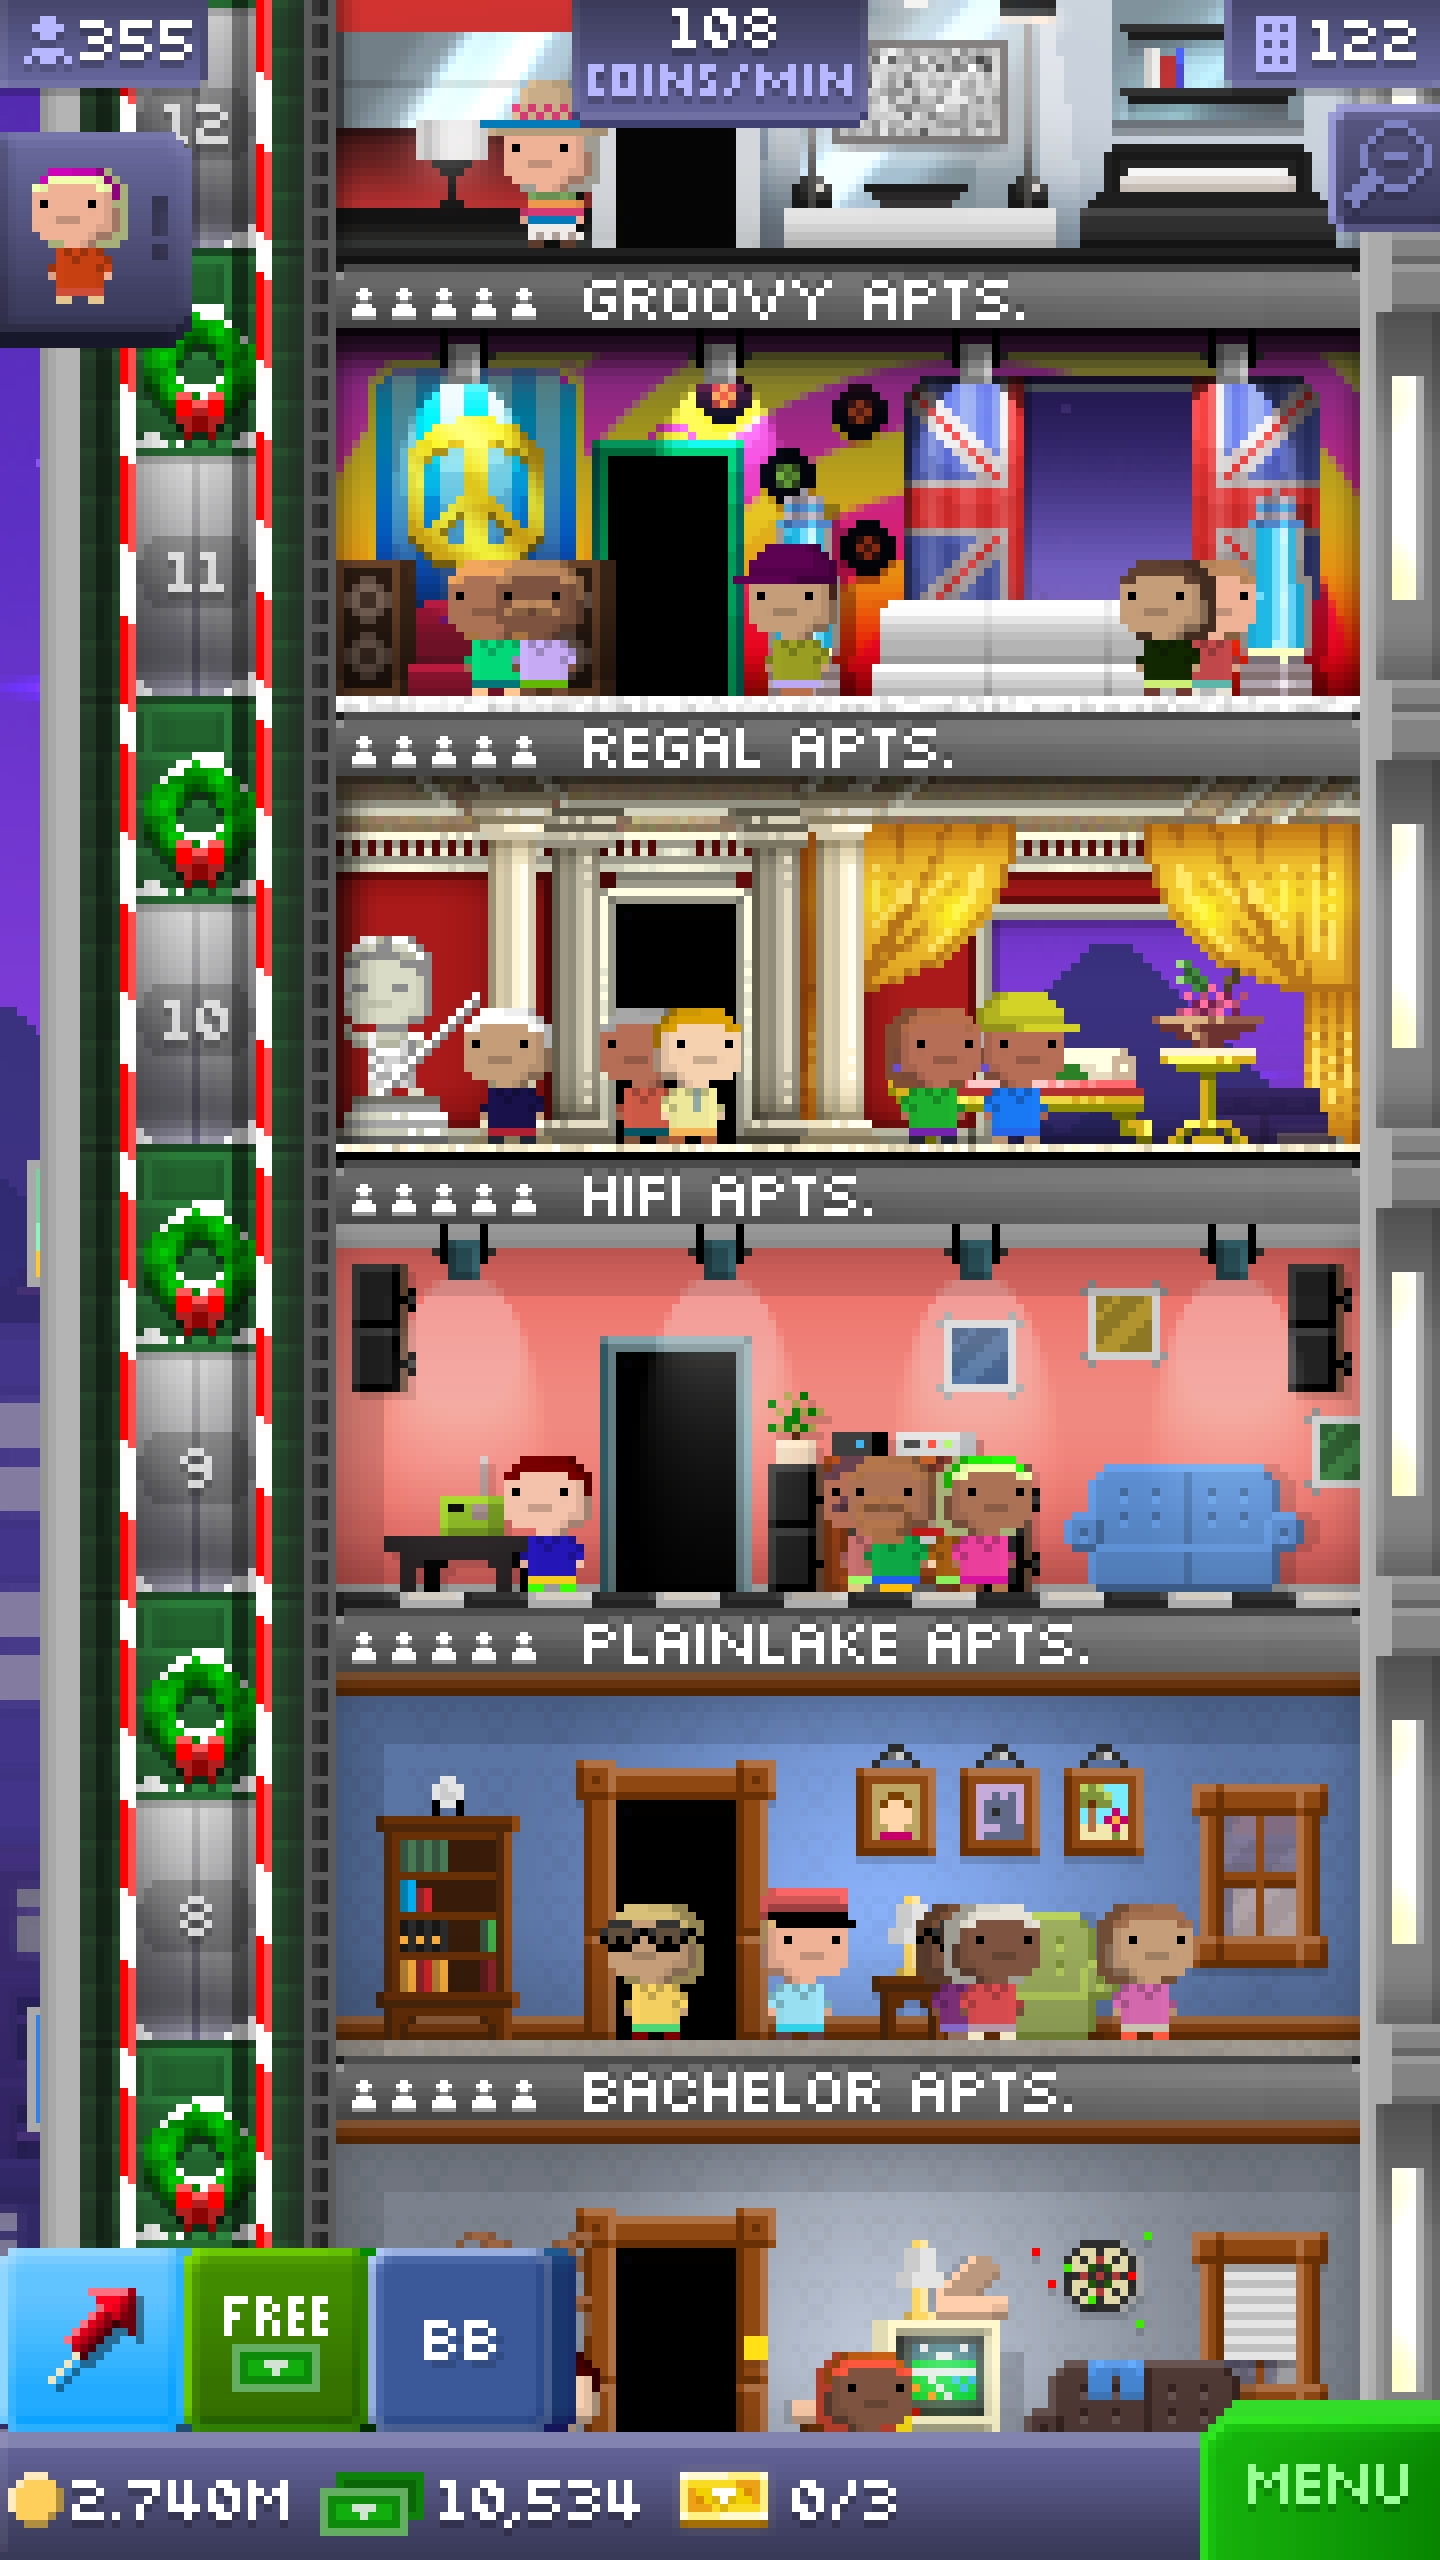 355
108
COINS/MIN
122
12
!
GROOVY APTS.
11
REGAL APTS.
10
HIFI APTS.
9
PLAINLAKE APTS.
8
BACHELOR APTS.
FREE
BB
2.740M
10,534
0/3
MENU